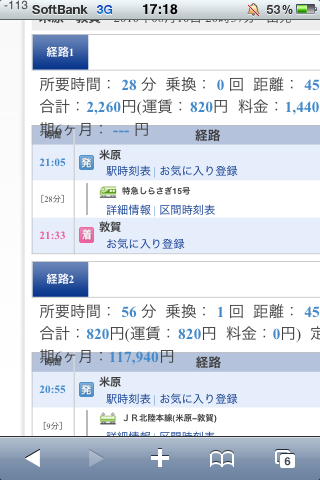 -113 SoftBank 3G 17:18 53%
経路1
所要時間： 28 分 乗換： 0 回 距離： 45
合計：2,260円(運賃：820円 料金：1,440
期6ヶ月：--- 円
時間 経路
21:05 発 米原
駅時刻表 | お気に入り登録
[28分] 特急しらさぎ15号
詳細情報 | 区間時刻表
21:33 着 敦賀
お気に入り登録
経路2
所要時間： 56 分 乗換： 1 回 距離： 45
合計：820円(運賃：820円 料金：0円) 定
期6ヶ月：117,940円
時間 経路
20:55 発 米原
駅時刻表 | お気に入り登録
[9分] ＪＲ北陸本線(米原−敦賀)
詳細情報 | 区間時刻表
6